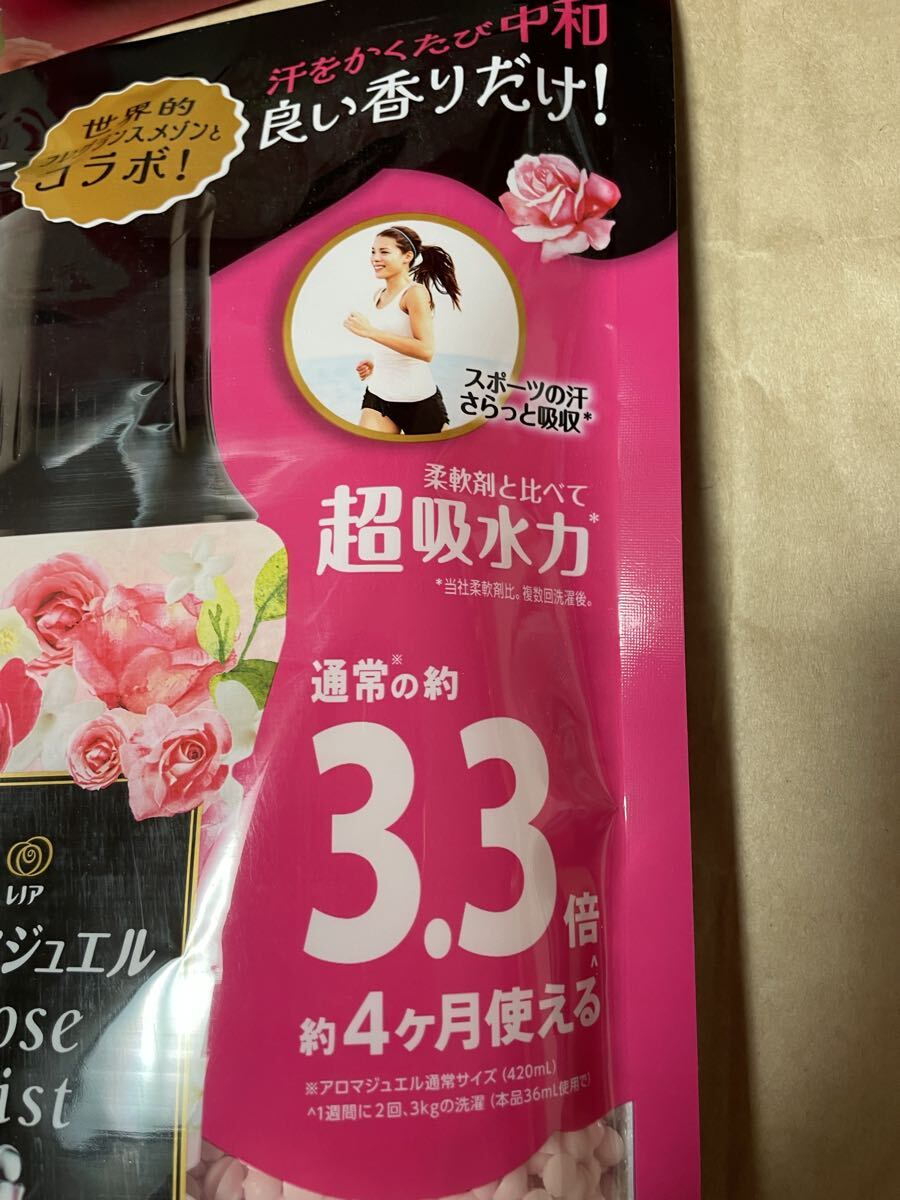 汗をかくたび中和
良い香りだけ!
世界的
フレグランスメゾンと
コラボ!
スポーツの汗
さらっと吸収*
柔軟剤と比べて
超吸水力*
*当社柔軟剤比。複数回洗濯後。
通常※の約
3.3倍^
約4ヶ月使える
※アロマジュエル通常サイズ(420mL)
^1週間に2回、3kgの洗濯(本品36mL使用で)
レノア
ジュエル
ose
ist